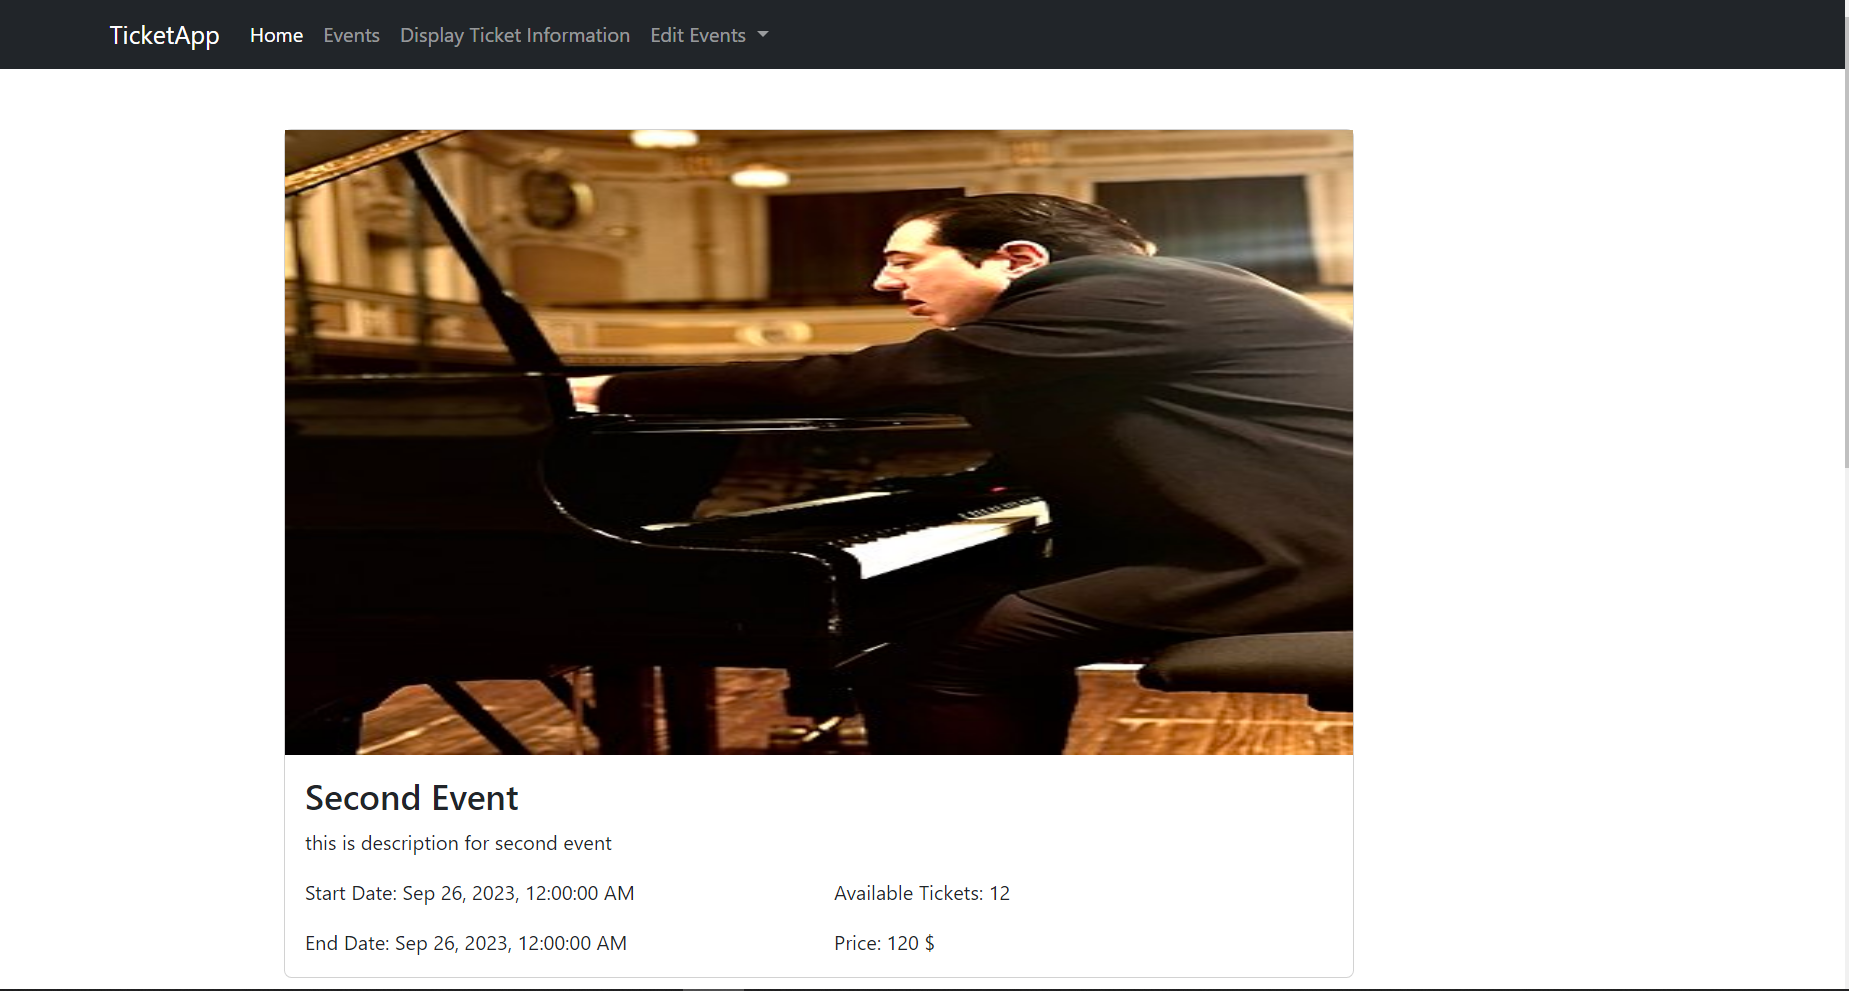 TicketApp Home Events Display Ticket Information Edit Events
Second Event
this is description for second event
Start Date: Sep 26, 2023, 12:00:00 AM Available Tickets: 12
End Date: Sep 26, 2023, 12:00:00 AM Price: 120 $